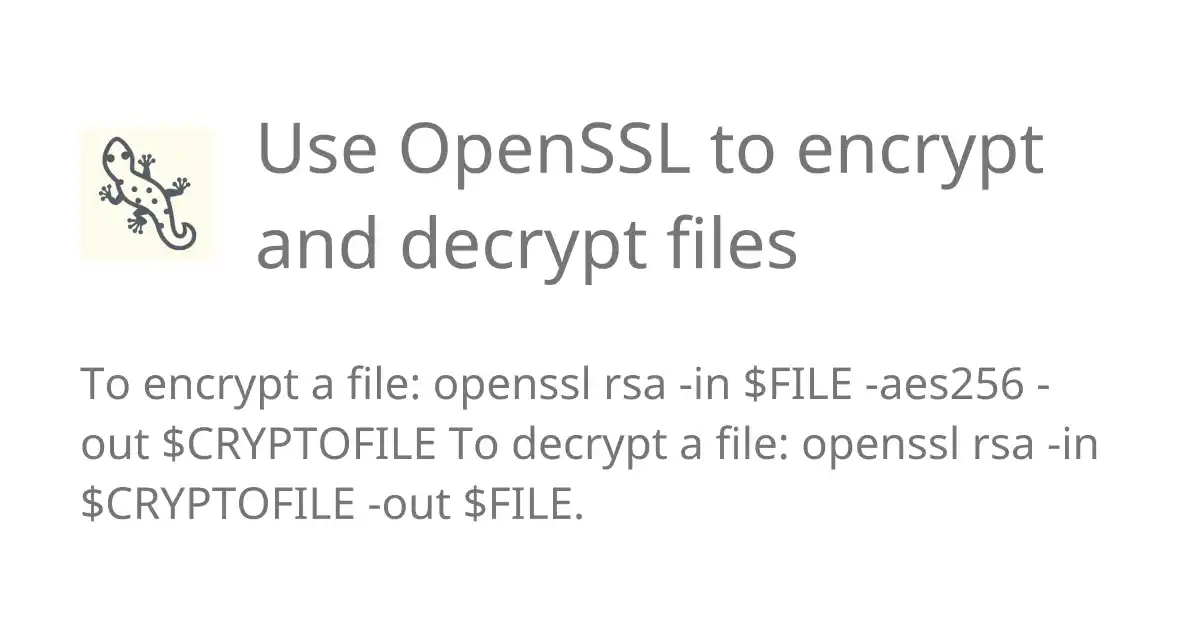 Use OpenSSL to encrypt
and decrypt files
To encrypt a file: openssl rsa -in $FILE -aes256 -
out $CRYPTOFILE To decrypt a file: openssl rsa -in
$CRYPTOFILE -out $FILE.